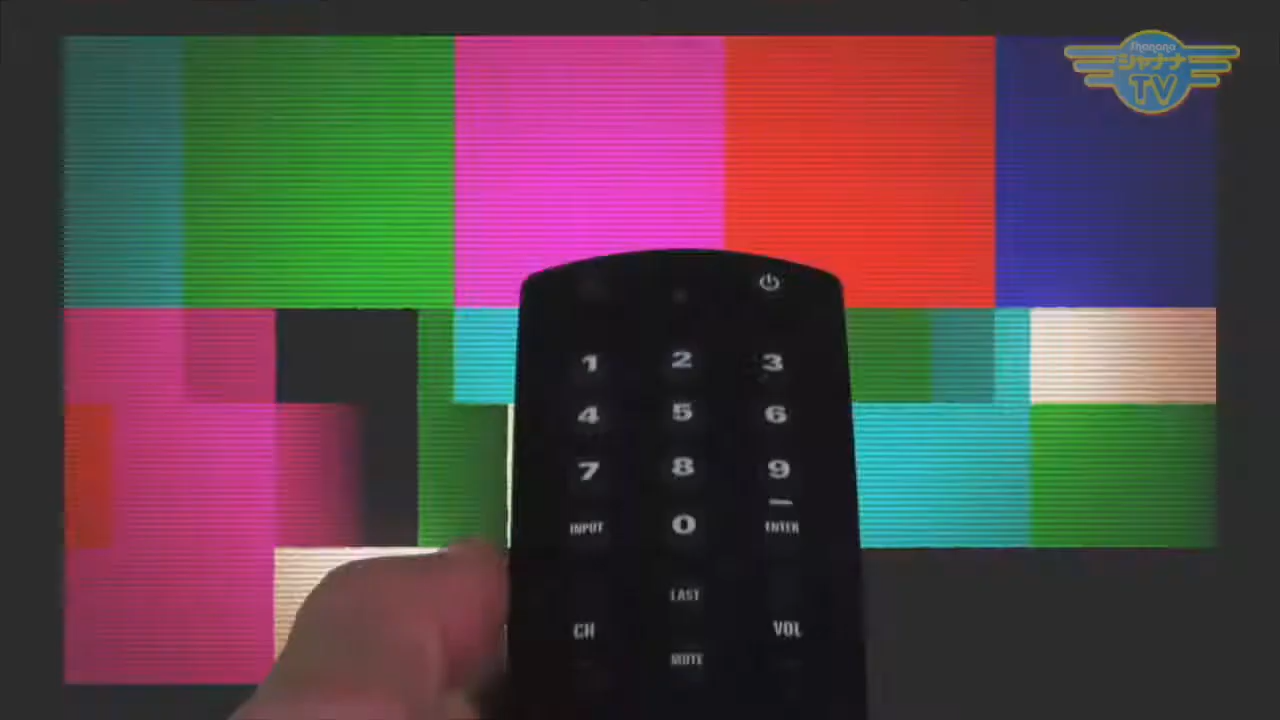 Shanana
シャナナ
TV
1 2 3
4 5 6
7 8 9
INPUT 0 ENTER
LAST
CH VOL
MUTE